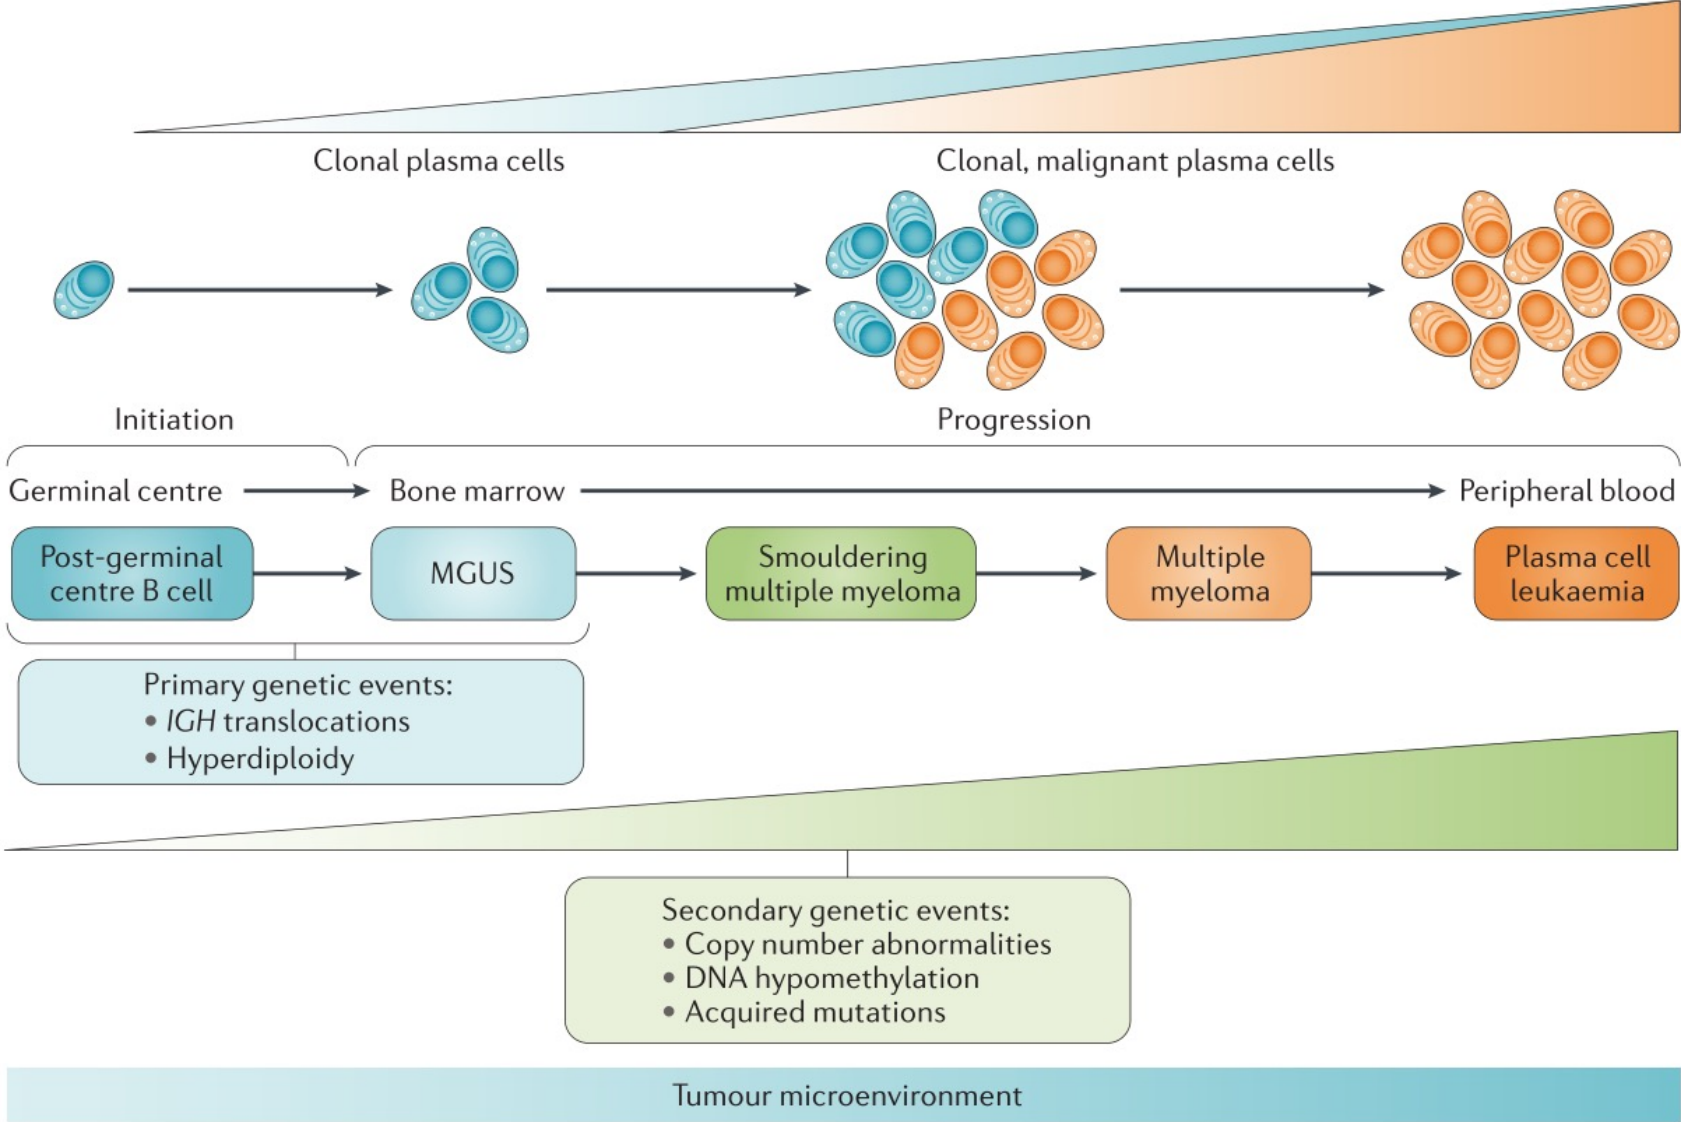 Clonal plasma cells
Clonal, malignant plasma cells
Initiation
Progression
Germinal centre
Bone marrow
Peripheral blood
Post-germinal
centre B cell
MGUS
Smouldering
multiple myeloma
Multiple
myeloma
Plasma cell
leukaemia
Primary genetic events:
• IGH translocations
• Hyperdiploidy
Secondary genetic events:
• Copy number abnormalities
• DNA hypomethylation
• Acquired mutations
Tumour microenvironment